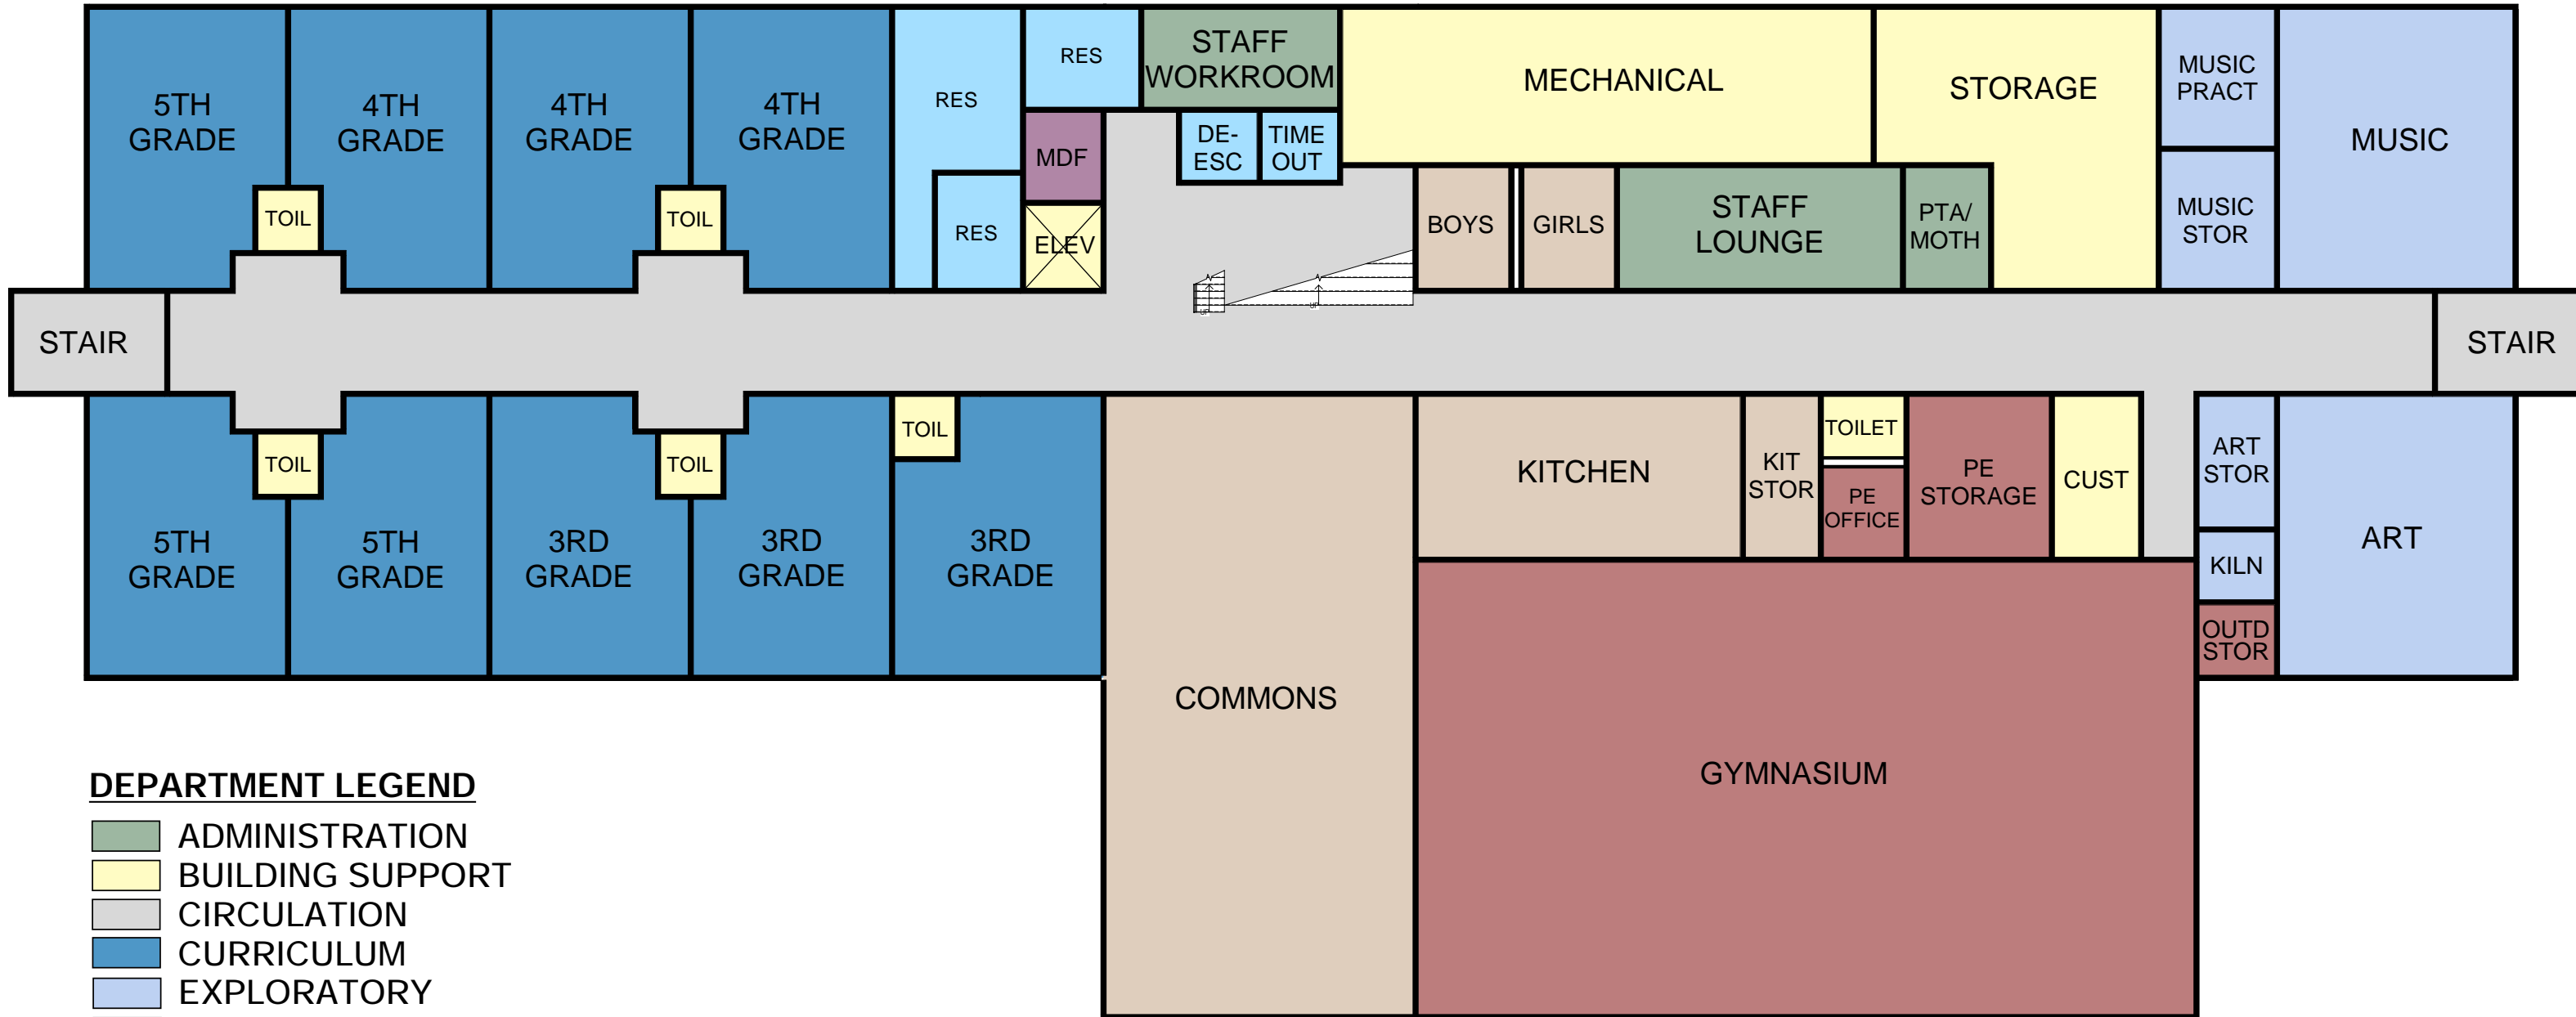 5TH
GRADE
4TH
GRADE
4TH
GRADE
4TH
GRADE
RES
RES
STAFF
WORKROOM
MECHANICAL
STORAGE
MUSIC
PRACT
MUSIC
MDF
DE-
ESC
TIME
OUT
TOIL
TOIL
RES
ELEV
BOYS
GIRLS
STAFF
LOUNGE
PTA/
MOTH
MUSIC
STOR
UP
UP
STAIR
STAIR
TOIL
TOIL
TOIL
5TH
GRADE
5TH
GRADE
3RD
GRADE
3RD
GRADE
3RD
GRADE
COMMONS
KITCHEN
KIT
STOR
TOILET
PE
OFFICE
PE
STORAGE
CUST
ART
STOR
KILN
OUTD
STOR
ART
GYMNASIUM
DEPARTMENT LEGEND
ADMINISTRATION
BUILDING SUPPORT
CIRCULATION
CURRICULUM
EXPLORATORY